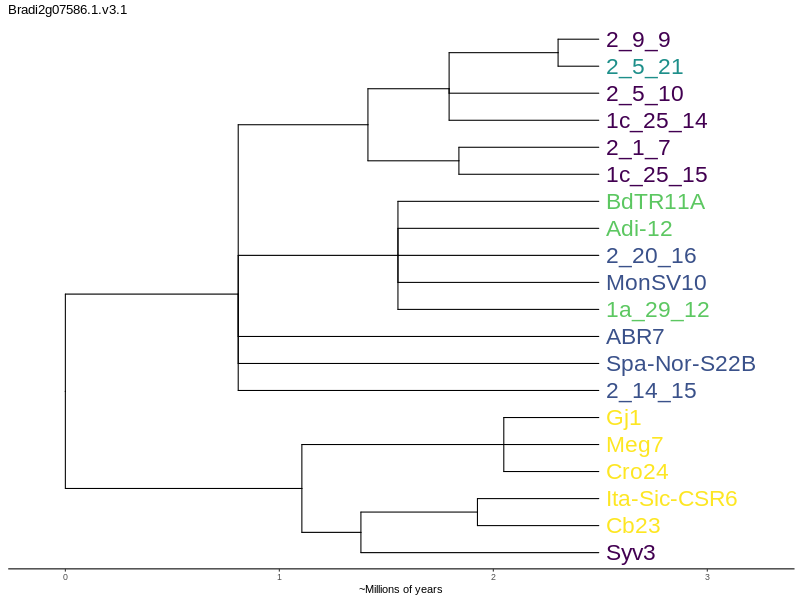 Bradi2g07586.1.v3.1
2_9_9
2_5_21
2_5_10
1c_25_14
2_1_7
1c_25_15
BdTR11A
Adi-12
2_20_16
MonSV10
1a_29_12
ABR7
Spa-Nor-S22B
2_14_15
Gj1
Meg7
Cro24
Ita-Sic-CSR6
Cb23
Syv3
0 1 2 3
~Millions of years